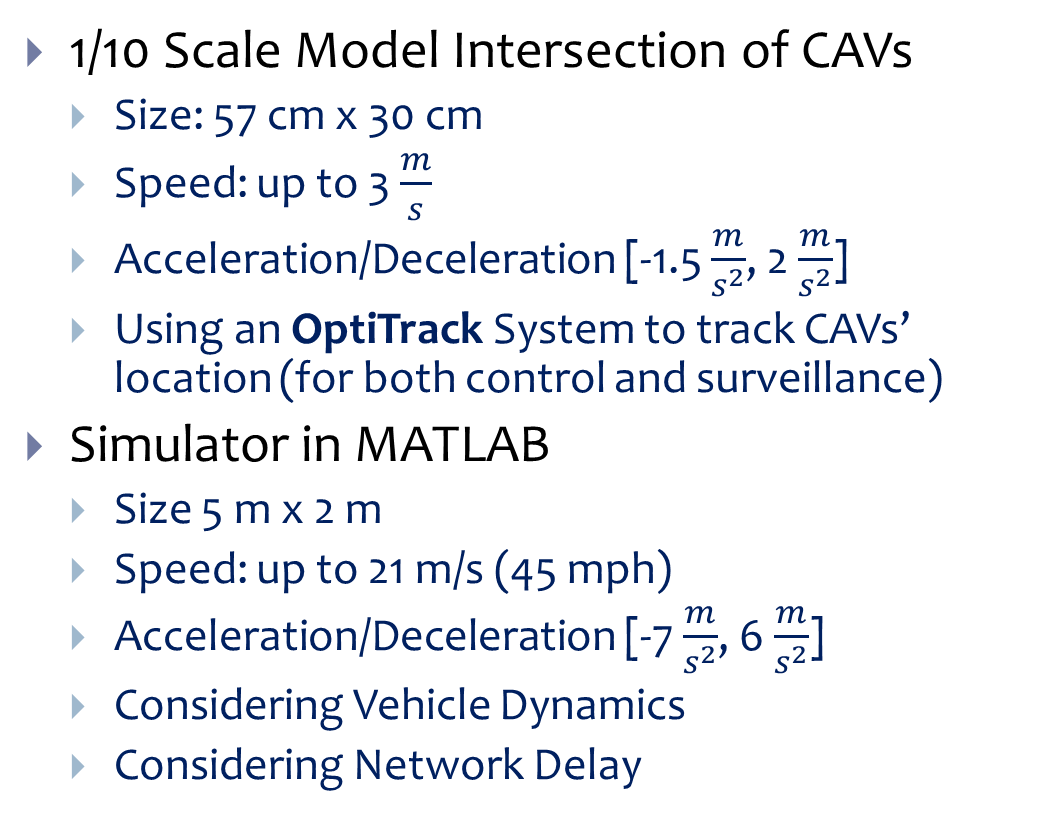 1/10 Scale Model Intersection of CAVs
Size: 57 cm x 30 cm
Speed: up to 3 m/s
Acceleration/Deceleration [-1.5 m/s², 2 m/s²]
Using an OptiTrack System to track CAVs’
location (for both control and surveillance)
Simulator in MATLAB
Size 5 m x 2 m
Speed: up to 21 m/s (45 mph)
Acceleration/Deceleration [-7 m/s², 6 m/s²]
Considering Vehicle Dynamics
Considering Network Delay